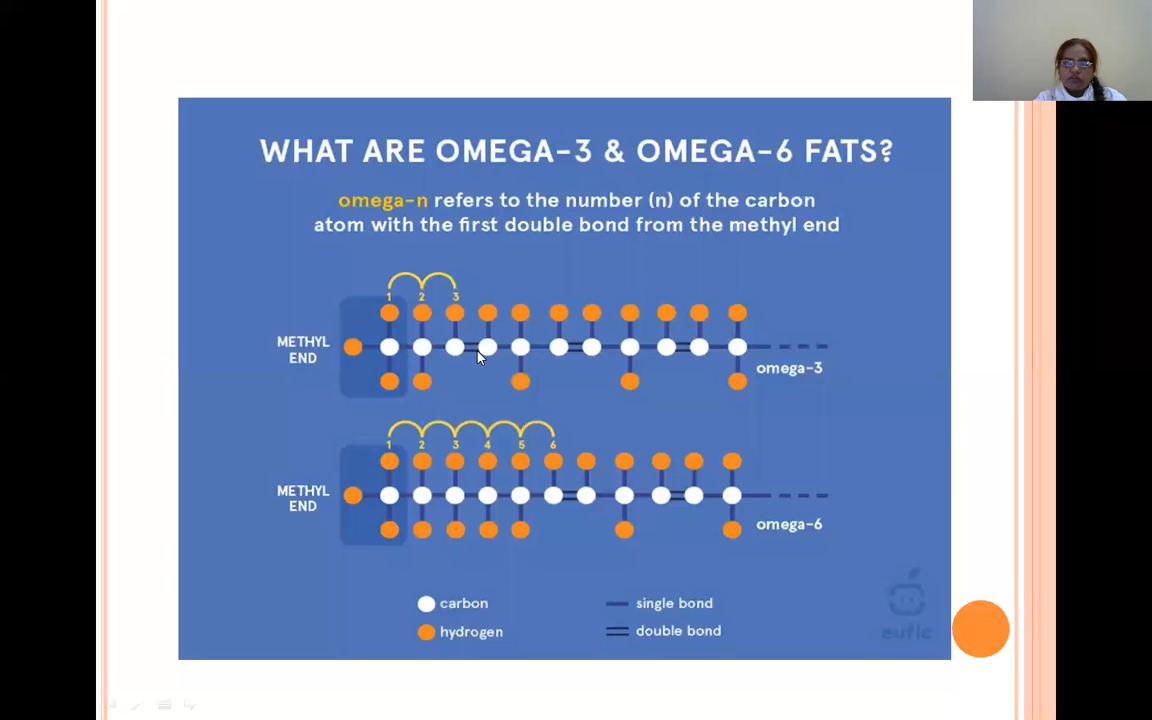 WHAT ARE OMEGA-3 & OMEGA-6 FATS?
omega-n refers to the number (n) of the carbon
atom with the first double bond from the methyl end
1 2 3
METHYL
END
omega-3
1 2 3 4 5 6
METHYL
END
omega-6
carbon
single bond
hydrogen
double bond
eufic